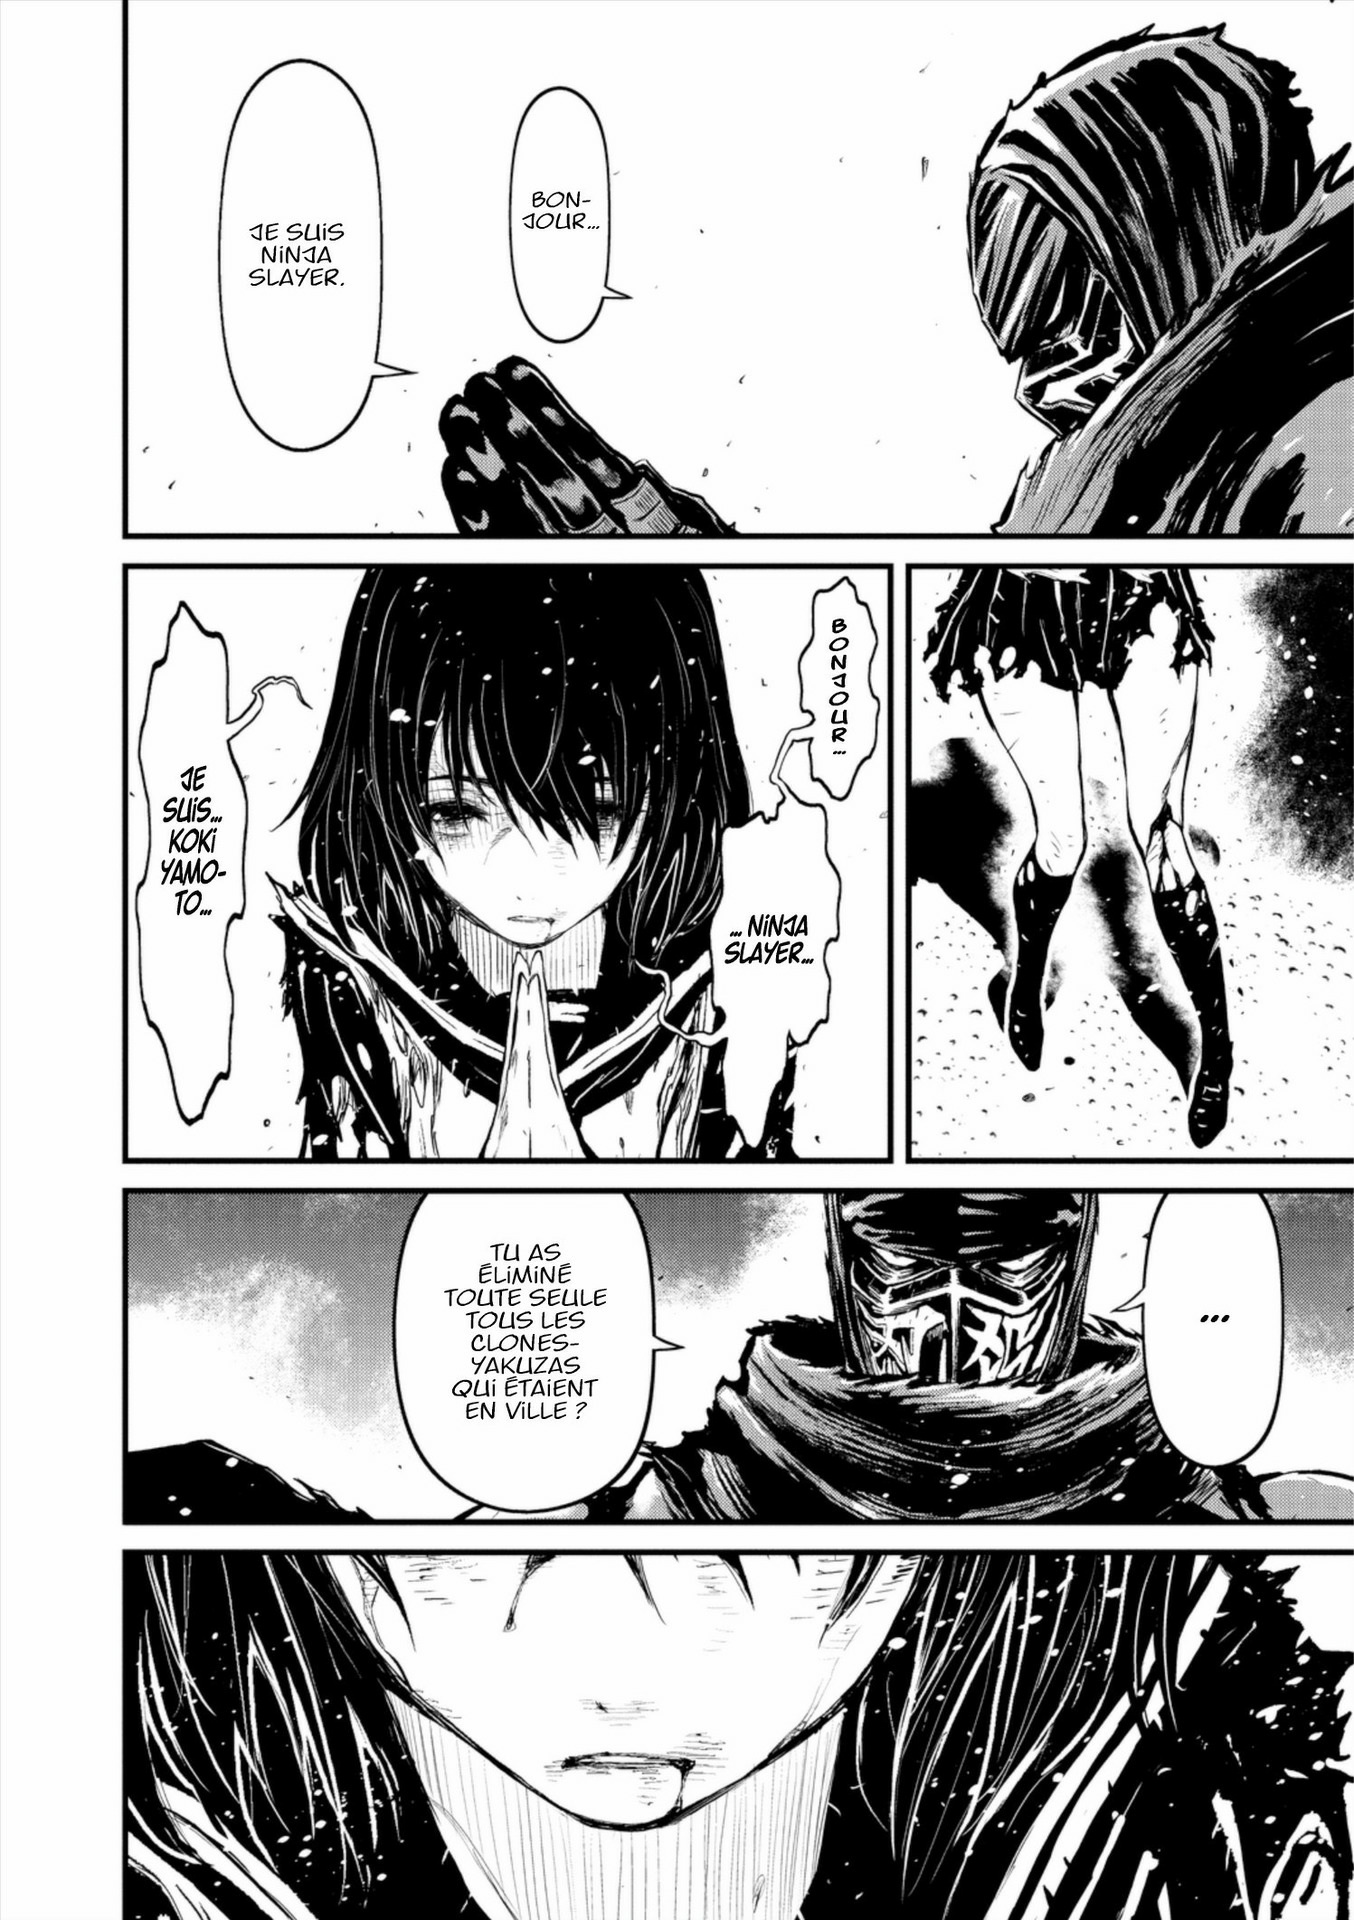 BON-
JOUR...
JE SUIS
NINJA
SLAYER.
BONJOUR...
... NINJA
SLAYER...
JE
SUIS...
KOKI
YAMO-
TO...
...
TU AS
ÉLIMINÉ
TOUTE SEULE
TOUS LES
CLONES-
YAKUZAS
QUI ÉTAIENT
EN VILLE ?